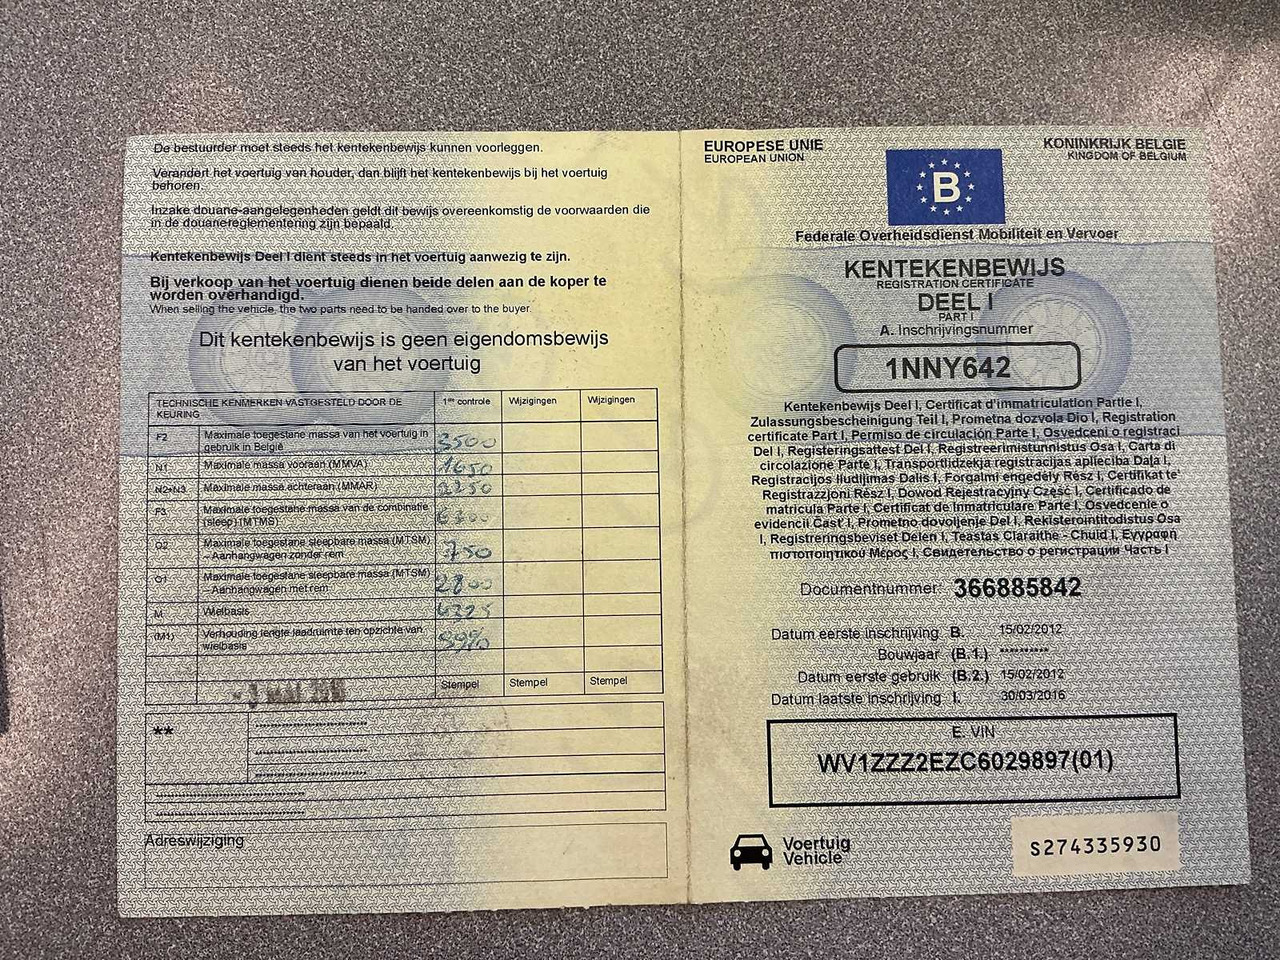 De bestuurder moet steeds het kentekenbewijs kunnen voorleggen.
Verandert het voertuig van houder, dan blijft het kentekenbewijs bij het voertuig
behoren.
Inzake douane-aangelegenheden geldt dit bewijs overeenkomstig de voorwaarden die
in de douanereglementering zijn bepaald.
Kentekenbewijs Deel I dient steeds in het voertuig aanwezig te zijn.
Bij verkoop van het voertuig dienen beide delen aan de koper te
worden overhandigd.
When selling the vehicle, the two parts need to be handed over to the buyer.
Dit kentekenbewijs is geen eigendomsbewijs
van het voertuig
TECHNISCHE KENMERKEN VASTGESTELD DOOR DE
KEURING
1ste controle
Wijzigingen
Wijzigingen
F2 Maximale toegestane massa van het voertuig in
gebruik in België
3500
N1 Maximale massa vooraan (MMVA) 1650
N2+N3 Maximale massa achteraan (MMAR) 2250
F3 Maximale toegestane massa van de combinatie
(sleep) (MTMS)
O2 Maximale toegestane sleepbare massa (MTSM)
– Aanhangwagen zonder rem
750
O1 Maximale toegestane sleepbare massa (MTSM)
– Aanhangwagen met rem
2800
M Wielbasis 4325
(M1) Verhouding lengte laadruimte ten opzichte van
wielbasis
59%
Stempel
Stempel
Stempel
**
Adreswijziging
EUROPESE UNIE
EUROPEAN UNION
KONINKRIJK BELGIE
KINGDOM OF BELGIUM
B
Federale Overheidsdienst Mobiliteit en Vervoer
KENTEKENBEWIJS
REGISTRATION CERTIFICATE
DEEL I
PART I
A. Inschrijvingsnummer
1NNY642
Kentekenbewijs Deel I, Certificat d'immatriculation Partie I,
Zulassungsbescheinigung Teil I, Prometna dozvola Dio I, Registration
certificate Part I, Permiso de circulación Parte I, Osvedceni o registraci
Del I, Registeringsattest Del I, Registreerimistunnistus Osa I, Carta di
circolazione Parte I, Transportlidzekja registracijas aplieciba Daļa I,
Registracijos liudijimas Dalis I, Forgalmi engedély Rész I, Certifikat te'
Registrazzjoni Rész I, Dowod Rejestracyjny Część I, Certificado de
matricula Parte I, Certificat de Inmatriculare Parte I, Osvedcenie o
evidencii Časť I, Prometno dovoljenje Del I, Rekisterointitodistus Osa
I, Registreringsbeviset Delen I, Teastas Claraithe - Chuid I, Εγγραφή
πιστοποιητικού Μέρος I, Свидетельство о регистрации Часть I
Documentnummer 366885842
Datum eerste inschrijving B. 15/02/2012
Bouwjaar (B.1.) **********
Datum eerste gebruik (B.2.) 15/02/2012
Datum laatste inschrijving I. 30/03/2016
E. VIN
WV1ZZZ2EZC6029897(01)
Voertuig
Vehicle
S274335930